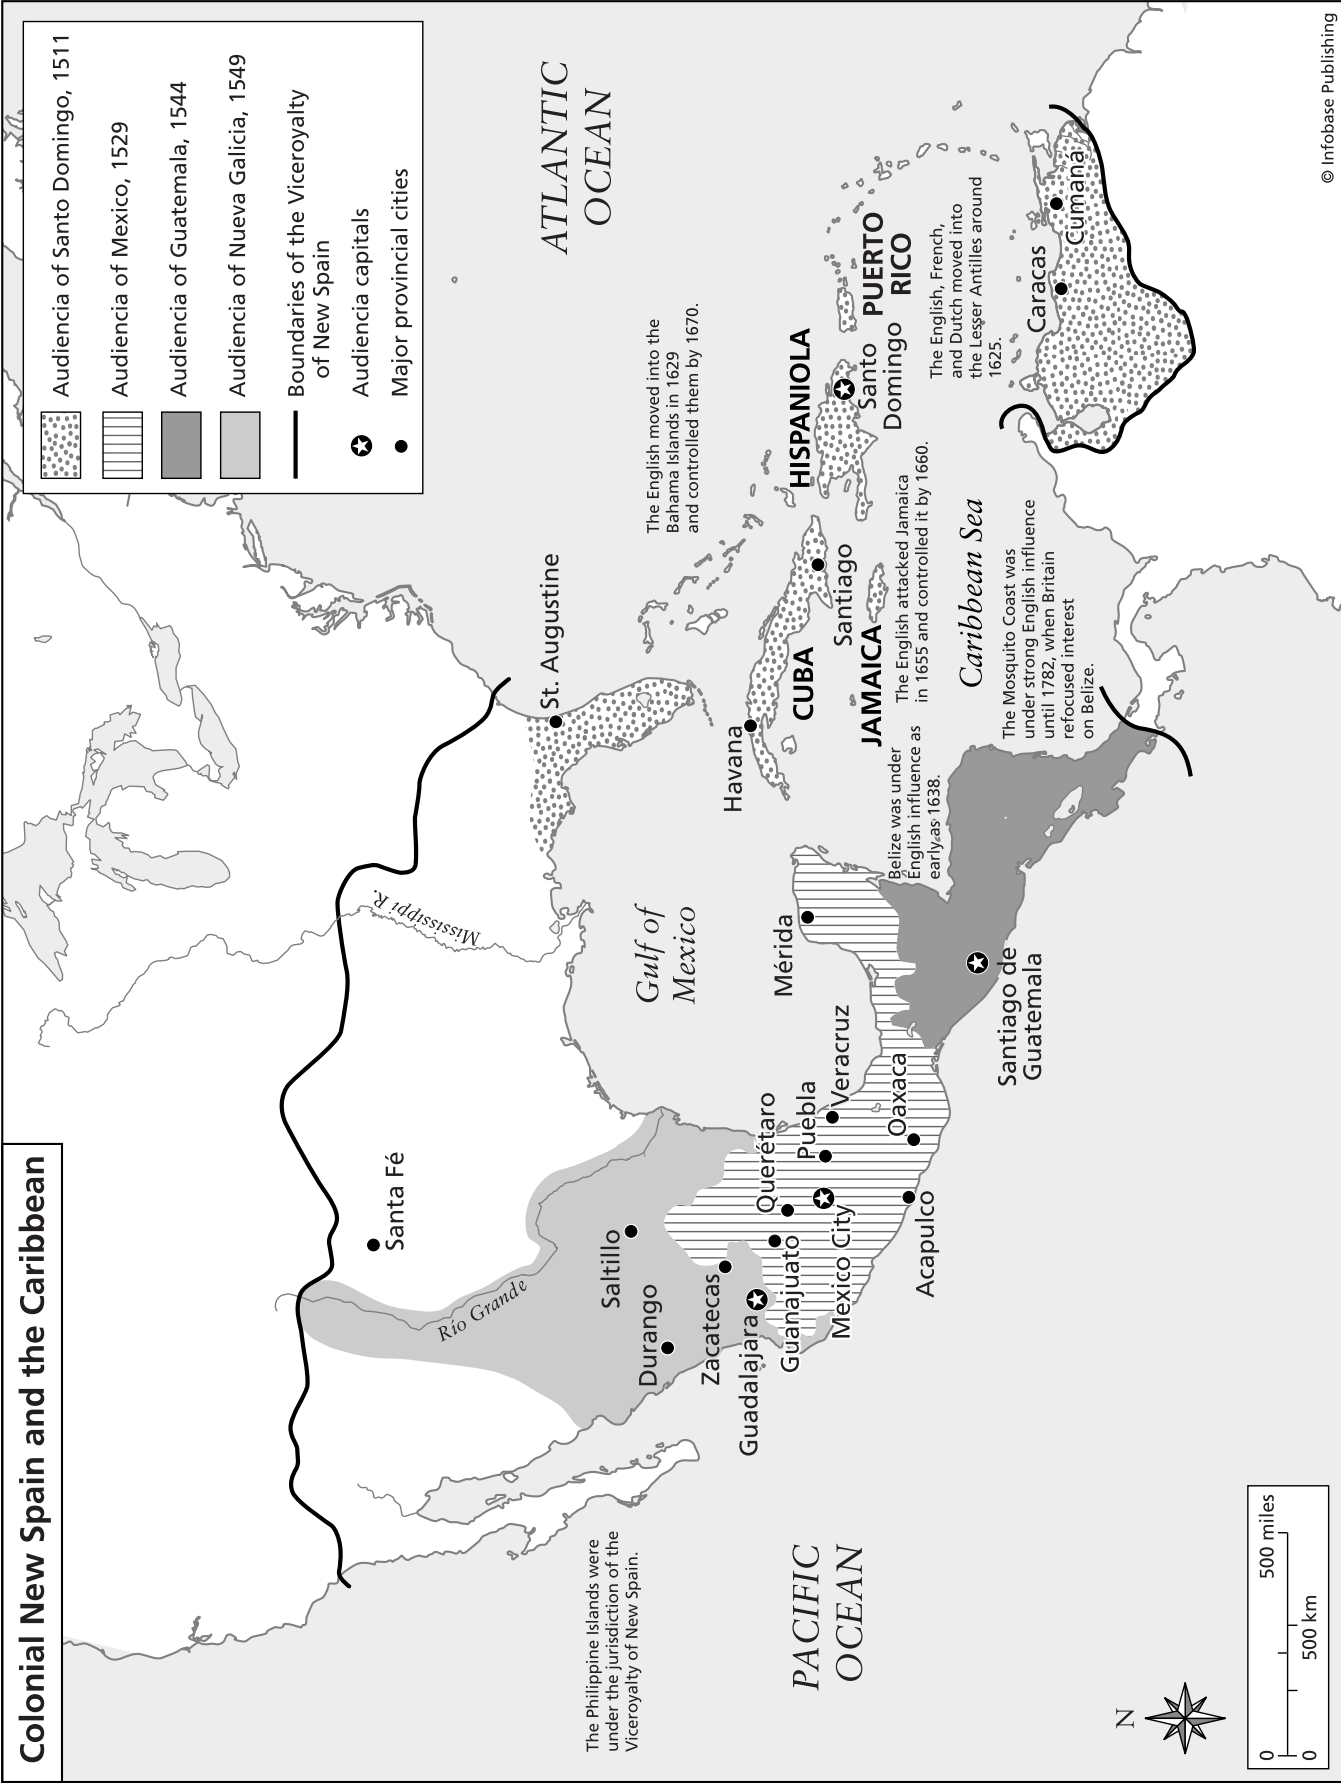 Colonial New Spain and the Caribbean
Audiencia of Santo Domingo, 1511
Audiencia of Mexico, 1529
Audiencia of Guatemala, 1544
Audiencia of Nueva Galicia, 1549
Boundaries of the Viceroyalty
of New Spain
Audiencia capitals
Major provincial cities
ATLANTIC
OCEAN
Mississippi R.
Santa Fé
Río Grande
St. Augustine
The English moved into the
Bahama Islands in 1629
and controlled them by 1670.
Gulf of
Mexico
Saltillo
Durango
Zacatecas
Guadalajara
Guanajuato
Querétaro
Mexico City
Puebla
Veracruz
Oaxaca
Acapulco
Mérida
Havana
CUBA
Santiago
HISPANIOLA
Santo
Domingo
PUERTO
RICO
JAMAICA
The English attacked Jamaica
in 1655 and controlled it by 1660.
Belize was under
English influence as
early as 1638.
The English, French,
and Dutch moved into
the Lesser Antilles around
1625.
Caribbean Sea
The Mosquito Coast was
under strong English influence
until 1782, when Britain
refocused interest
on Belize.
Santiago de
Guatemala
Caracas
Cumaná
The Philippine Islands were
under the jurisdiction of the
Viceroyalty of New Spain.
PACIFIC
OCEAN
N
0 500 miles
0 500 km
© Infobase Publishing